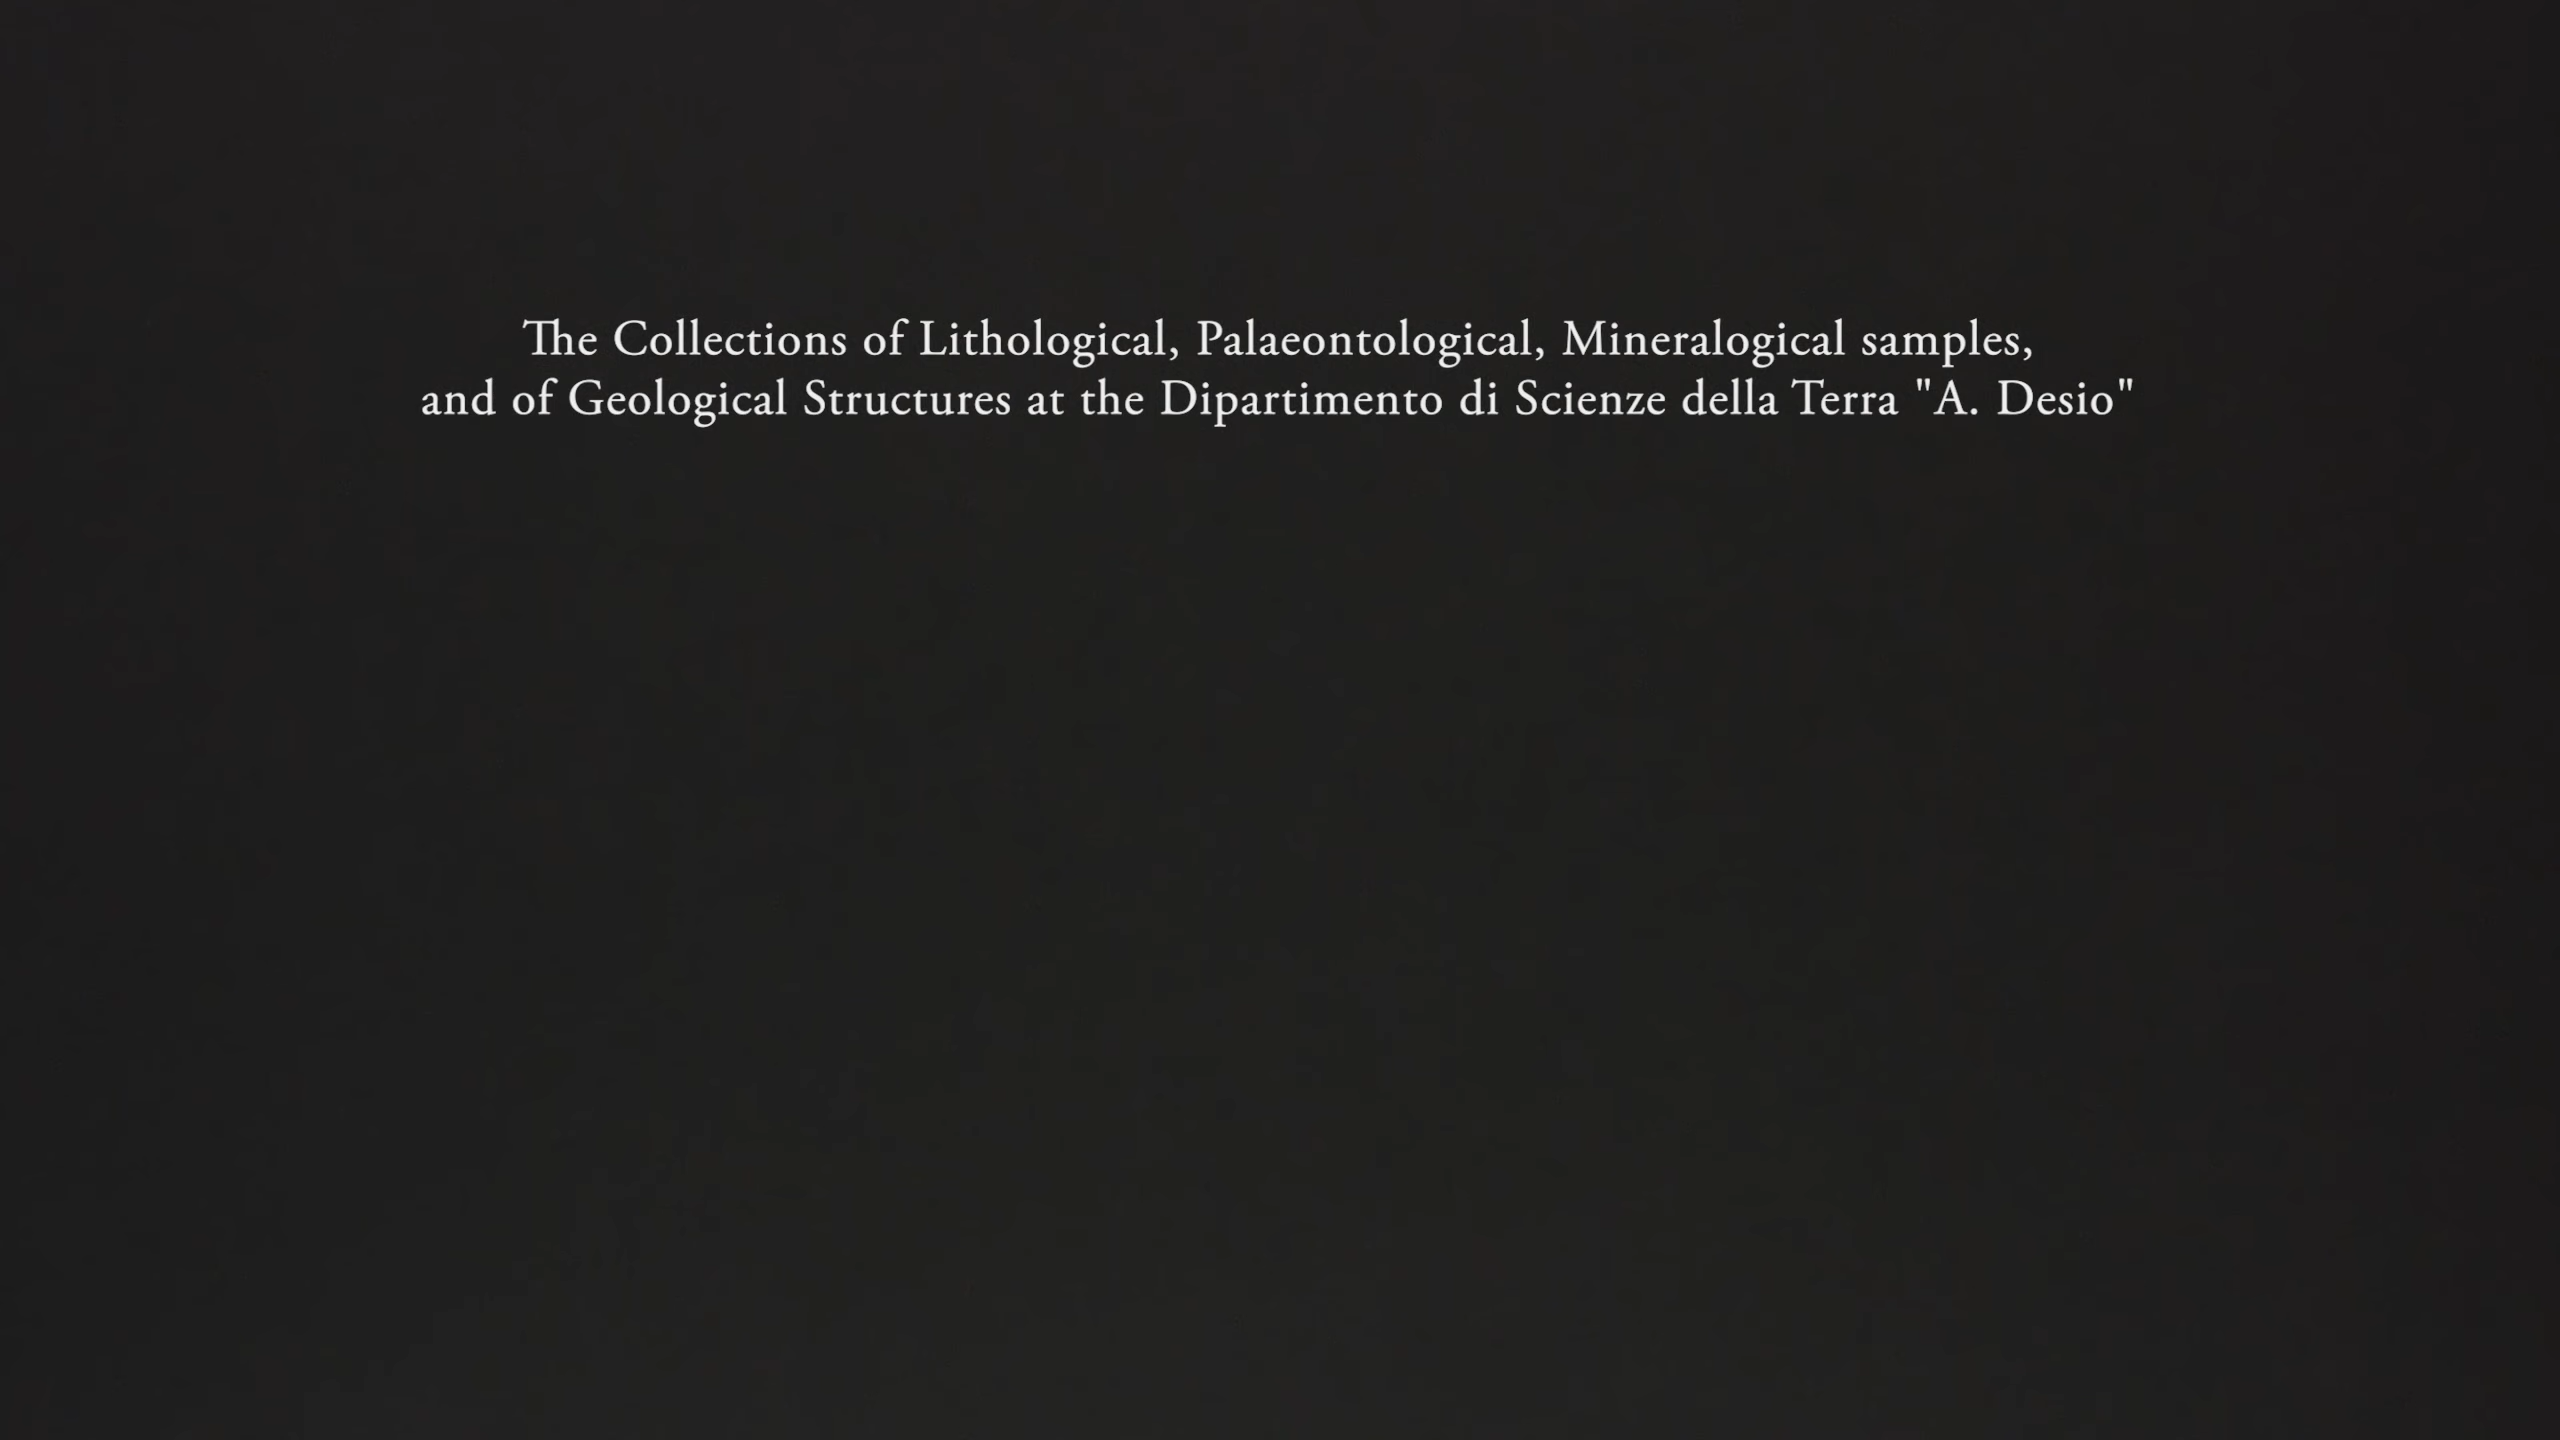 The Collections of Lithological, Palaeontological, Mineralogical samples,
and of Geological Structures at the Dipartimento di Scienze della Terra "A. Desio"